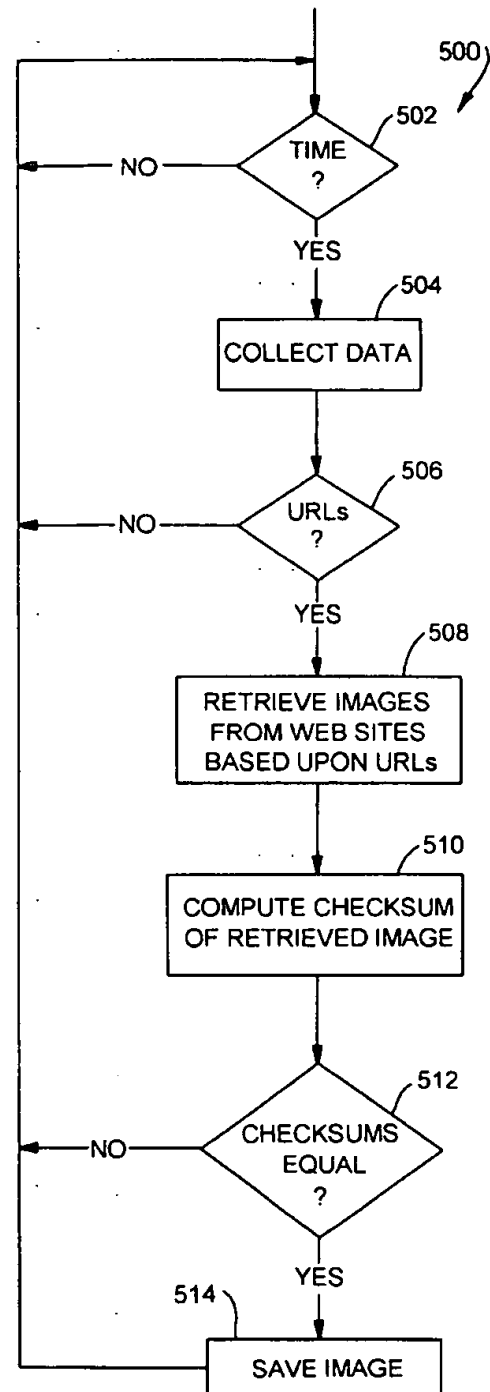 500
502
TIME
?
NO
YES
504
COLLECT DATA
506
URLs
?
NO
YES
508
RETRIEVE IMAGES
FROM WEB SITES
BASED UPON URLs
510
COMPUTE CHECKSUM
OF RETRIEVED IMAGE
512
CHECKSUMS
EQUAL
?
NO
YES
514
SAVE IMAGE